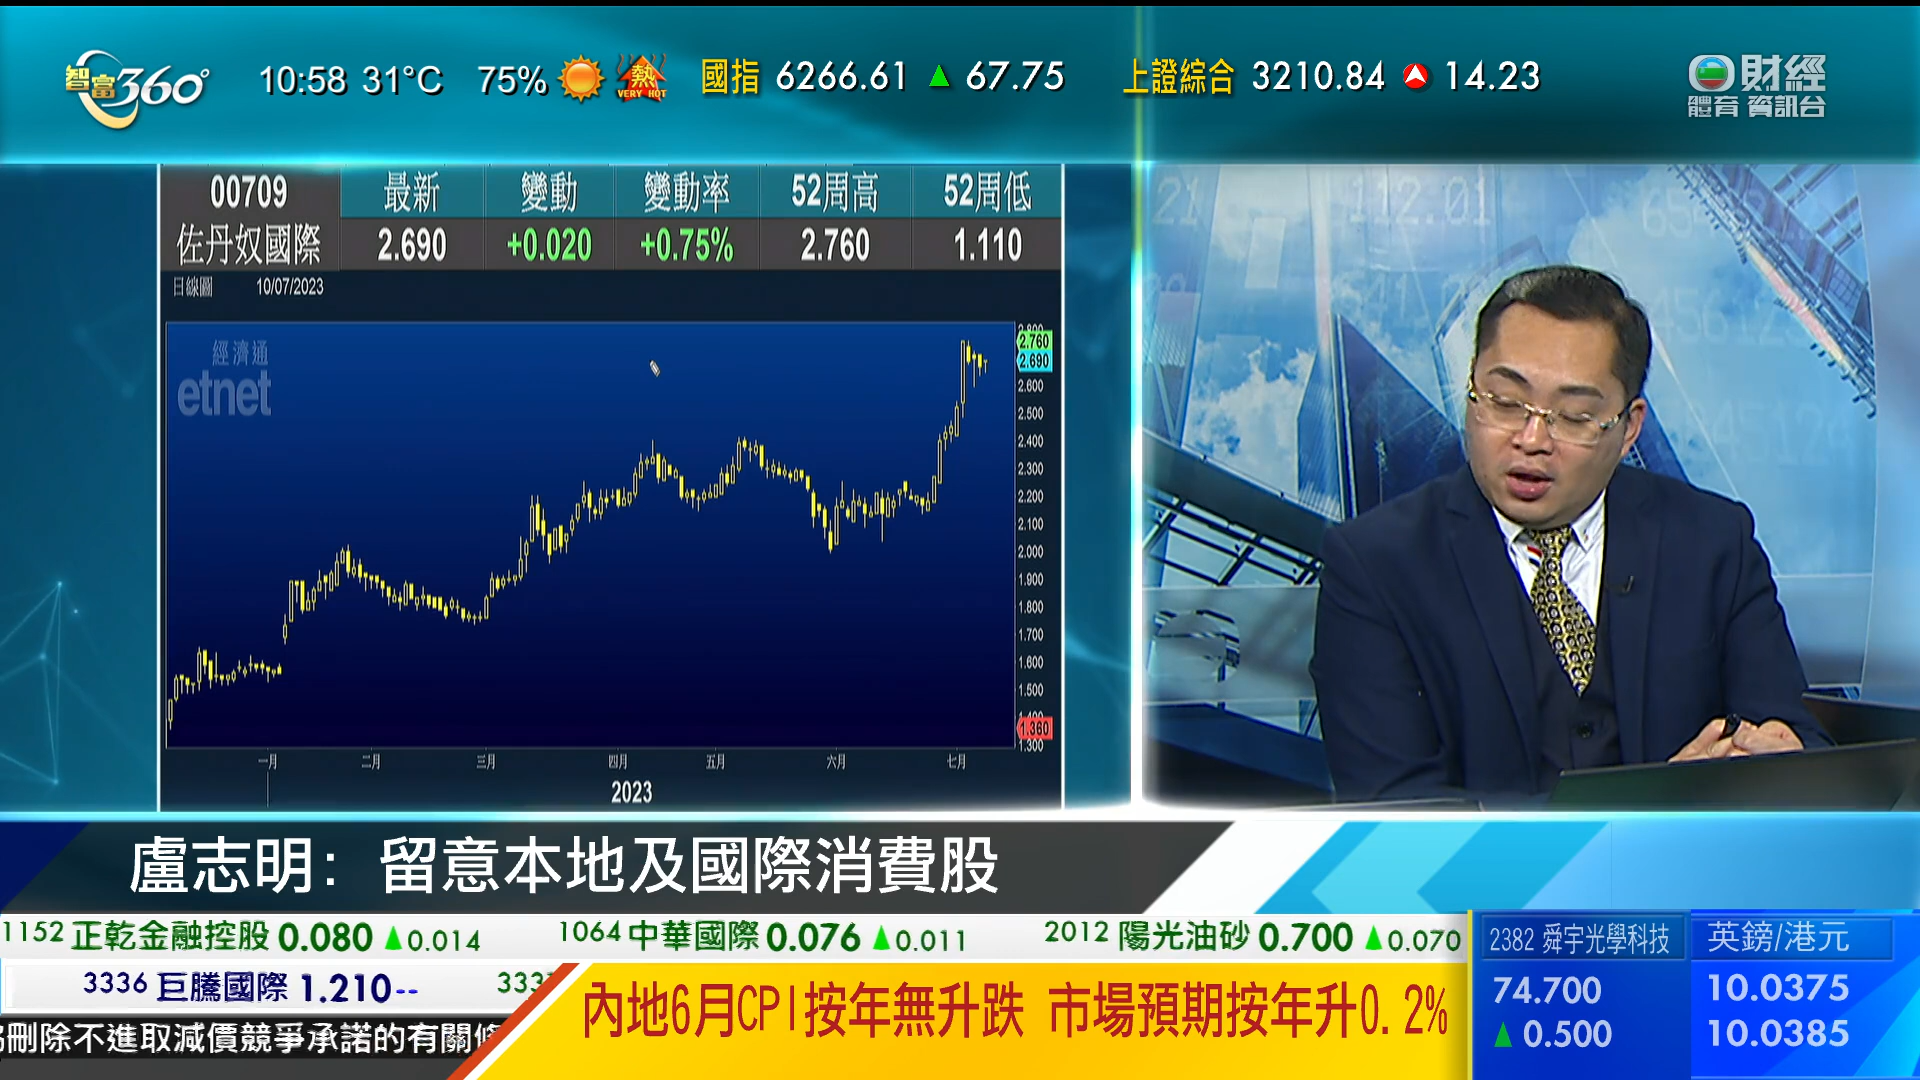 智富360°
10:58 31°C 75% 熱 VERY HOT 國指 6266.61 ▲ 67.75 上證綜合 3210.84 14.23
財經
體育 資訊台
00709 最新 變動 變動率 52周高 52周低
佐丹奴國際 2.690 +0.020 +0.75% 2.760 1.110
日線圖 10/07/2023
經濟通
etnet
2.800
2.760
2.690
2.600
2.500
2.400
2.300
2.200
2.100
2.000
1.900
1.800
1.700
1.600
1.500
1.400
1.360
1.300
一月 二月 三月 四月 五月 六月 七月
2023
盧志明：留意本地及國際消費股
1152 正乾金融控股 0.080 ▲0.014 1064 中華國際 0.076 ▲0.011 2012 陽光油砂 0.700 ▲0.070
3336 巨騰國際 1.210--
刪除不進取減價競爭承諾的有關
內地6月CPI按年無升跌 市場預期按年升0.2%
2382 舜宇光學科技
74.700
▲ 0.500
英鎊/港元
10.0375
10.0385